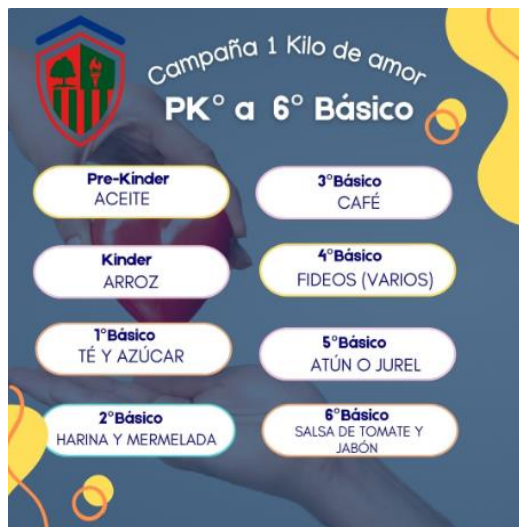 Campaña 1 Kilo de amor
PK° a 6° Básico
Pre-Kínder
ACEITE
Kinder
ARROZ
1°Básico
TÉ Y AZÚCAR
2°Básico
HARINA Y MERMELADA
3°Básico
CAFÉ
4°Básico
FIDEOS (VARIOS)
5°Básico
ATÚN O JUREL
6°Básico
SALSA DE TOMATE Y
JABÓN